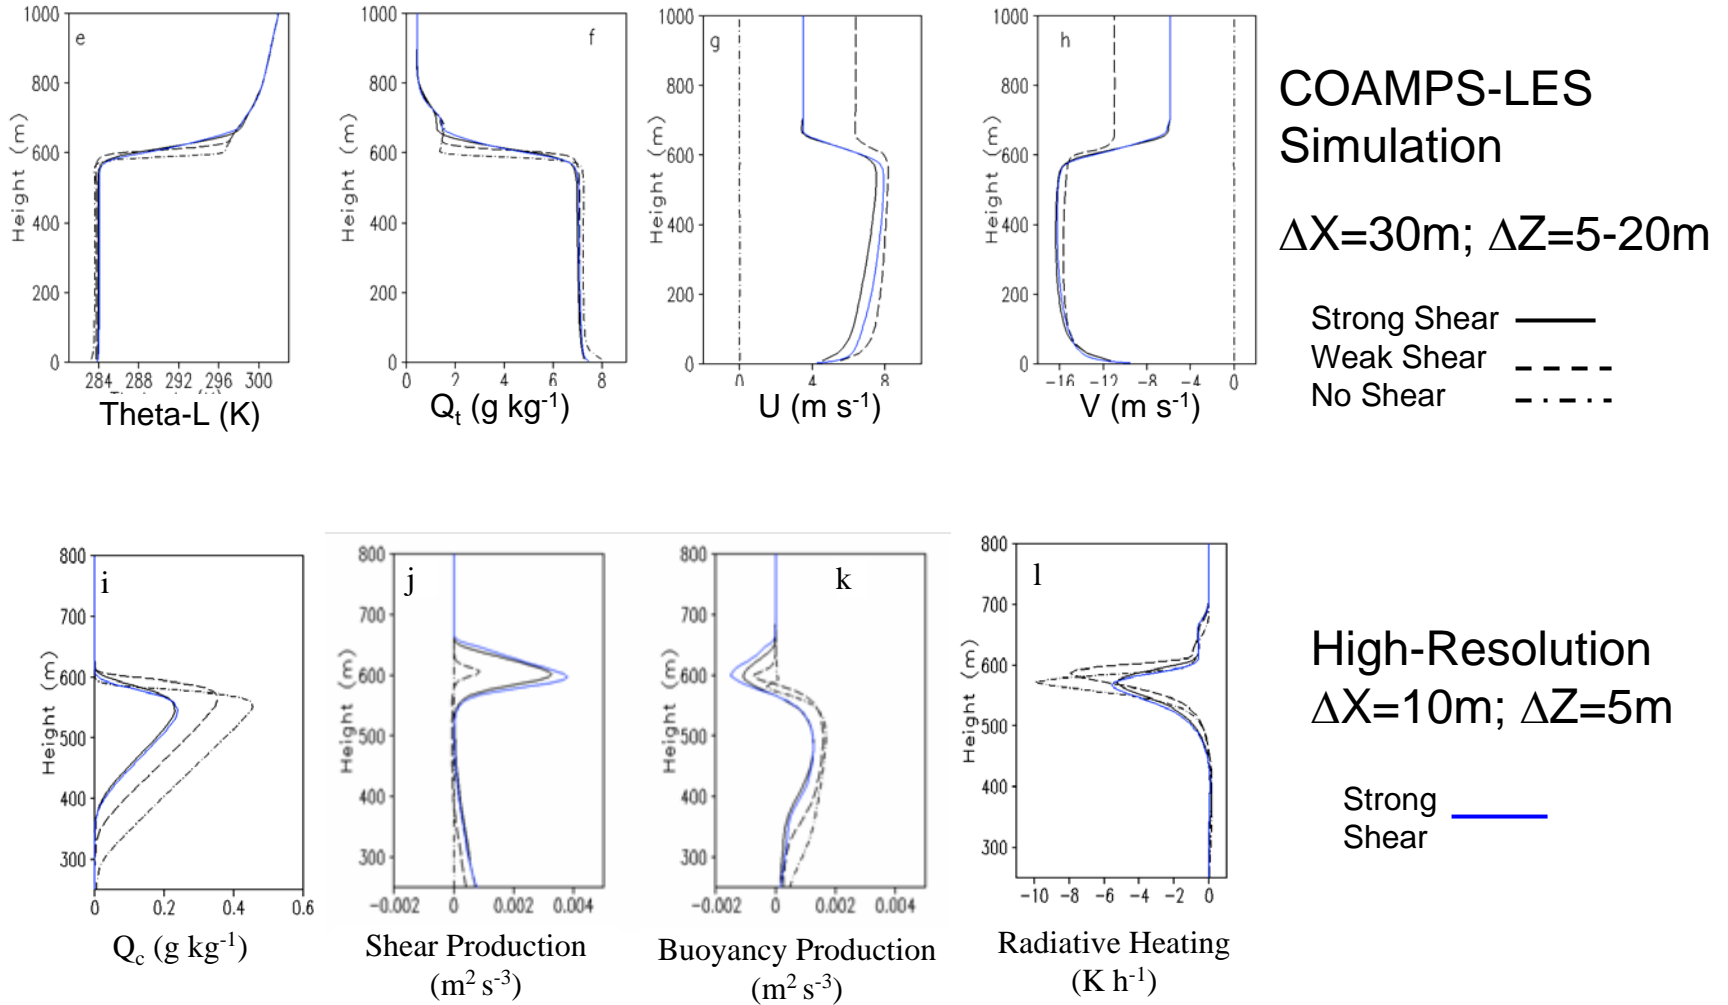 1000
800
600
400
200
0
Height (m)
e
284 288 292 296 300
Theta-L (K)
1000
800
600
400
200
0
Height (m)
f
0 2 4 6 8
Qt (g kg-1)
1000
800
600
400
200
0
Height (m)
g
0 4 8
U (m s-1)
1000
800
600
400
200
0
Height (m)
h
-16 -12 -8 -4 0
V (m s-1)
COAMPS-LES
Simulation
ΔX=30m; ΔZ=5-20m
Strong Shear
Weak Shear
No Shear
800
700
600
500
400
300
Height (m)
i
0 0.2 0.4 0.6
Qc (g kg-1)
800
700
600
500
400
300
Height (m)
j
-0.002 0 0.002 0.004
Shear Production
(m2 s-3)
800
700
600
500
400
300
Height (m)
k
-0.002 0 0.002 0.004
Buoyancy Production
(m2 s-3)
800
700
600
500
400
300
Height (m)
l
-10 -8 -6 -4 -2 0
Radiative Heating
(K h-1)
High-Resolution
ΔX=10m; ΔZ=5m
Strong
Shear